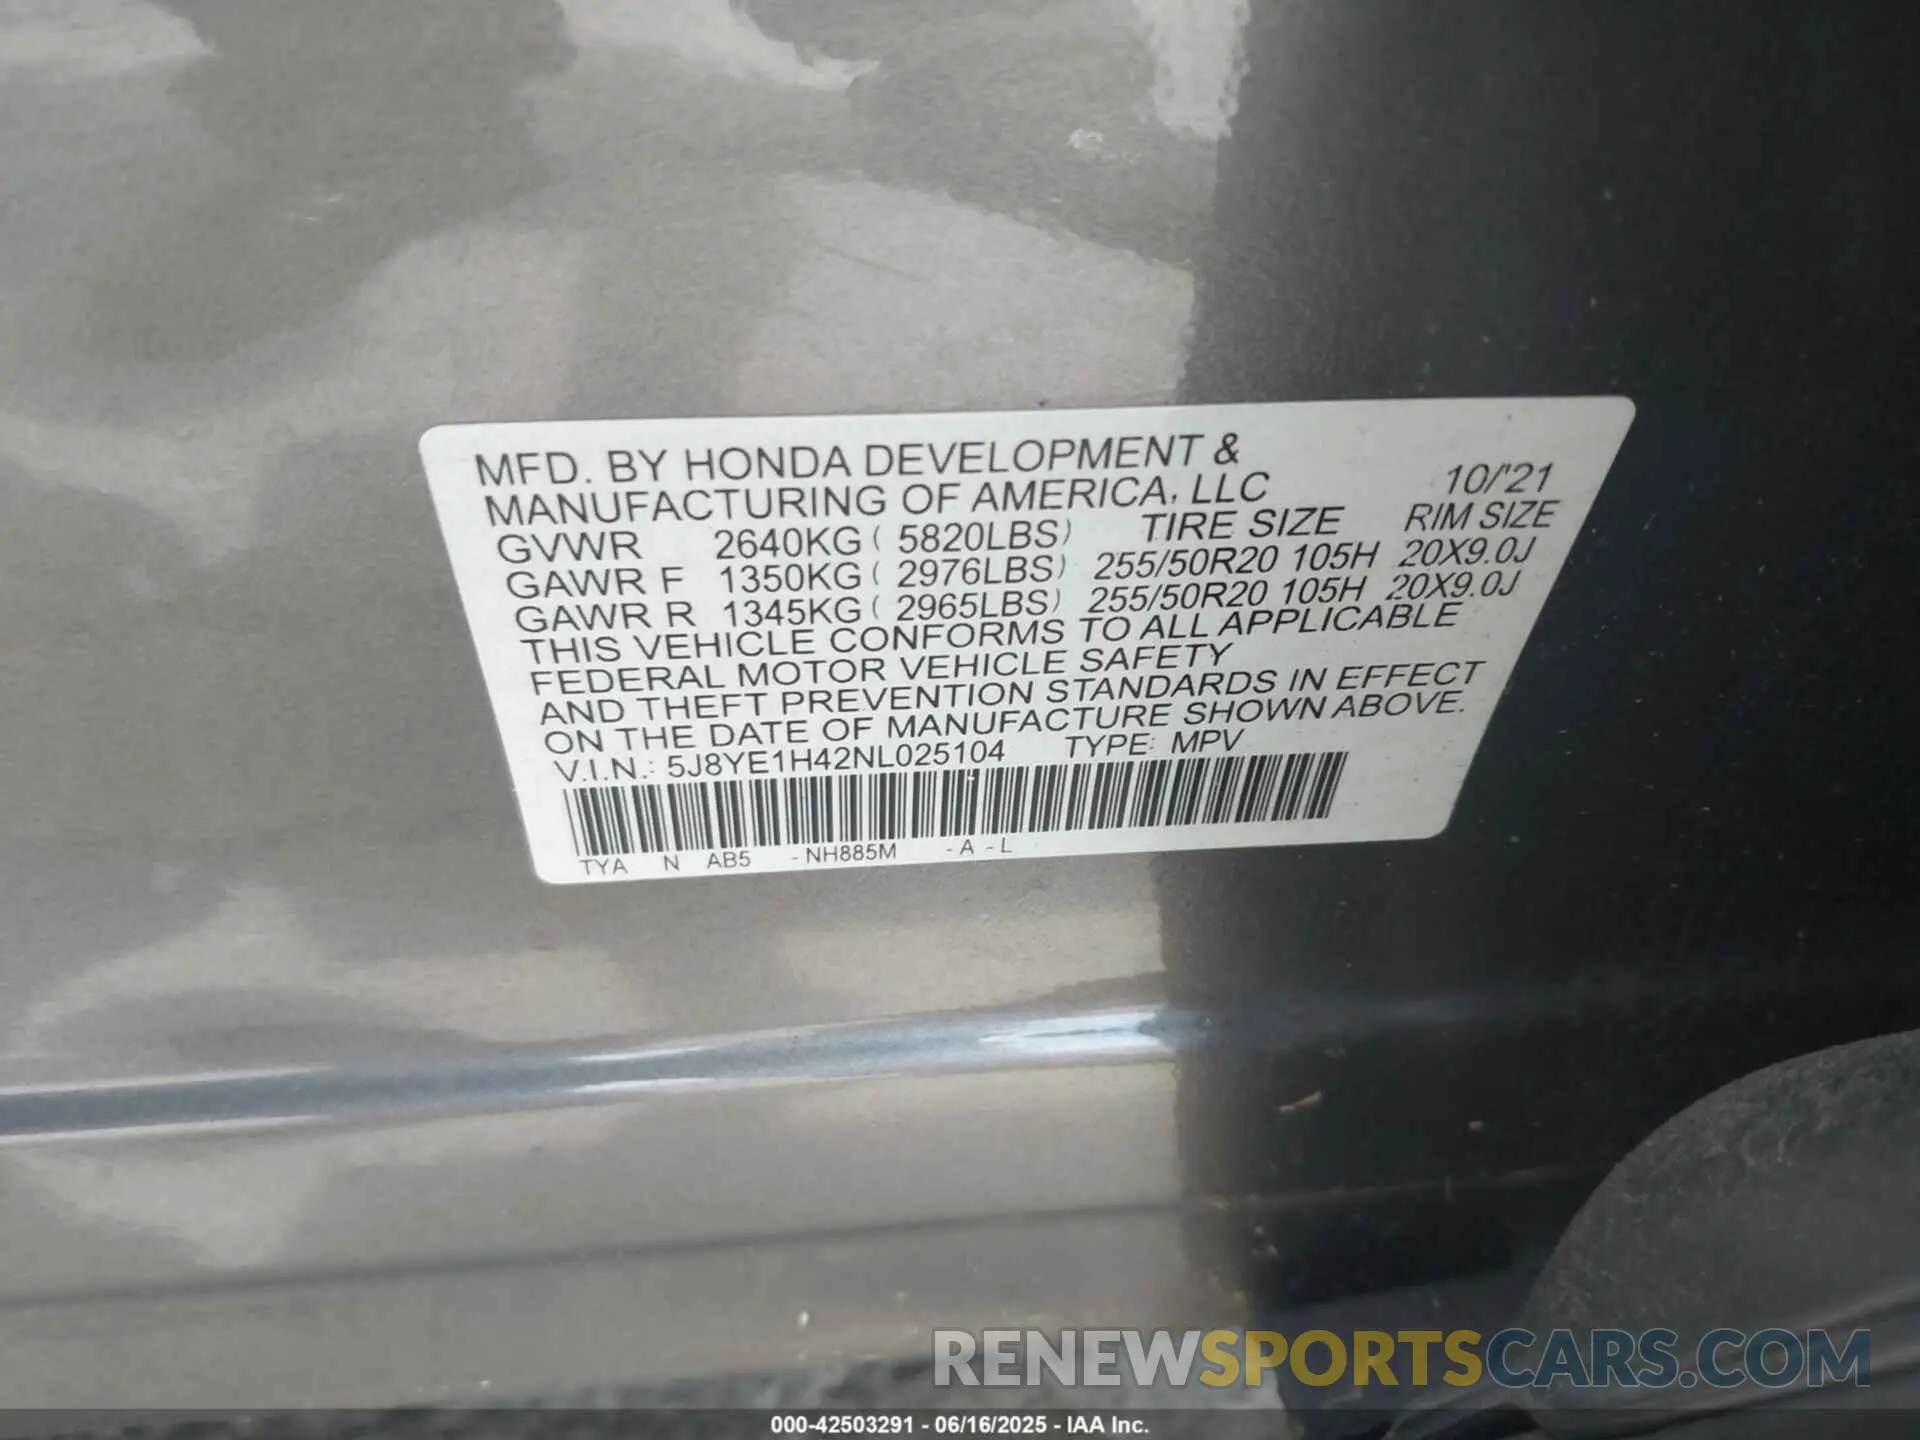 MFD. BY HONDA DEVELOPMENT &
MANUFACTURING OF AMERICA, LLC 10/'21
GVWR 2640KG ( 5820LBS) TIRE SIZE RIM SIZE
GAWR F 1350KG ( 2976LBS) 255/50R20 105H 20X9.0J
GAWR R 1345KG ( 2965LBS) 255/50R20 105H 20X9.0J
THIS VEHICLE CONFORMS TO ALL APPLICABLE
FEDERAL MOTOR VEHICLE SAFETY
AND THEFT PREVENTION STANDARDS IN EFFECT
ON THE DATE OF MANUFACTURE SHOWN ABOVE.
V.I.N.: 5J8YE1H42NL025104 TYPE: MPV
TYA N AB5 -NH885M -A -L
RENEWSPORTSCARS.COM
000-42503291 - 06/16/2025 - IAA Inc.